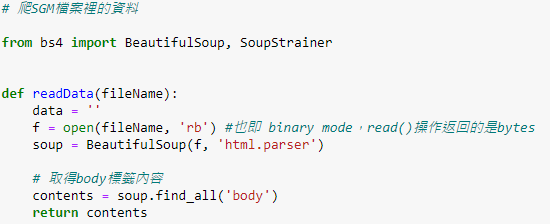 # 爬SGM檔案裡的資料
from bs4 import BeautifulSoup, SoupStrainer
def readData(fileName):
    data = ''
    f = open(fileName, 'rb') #也即 binary mode，read()操作返回的是bytes
    soup = BeautifulSoup(f, 'html.parser')
    # 取得body標籤內容
    contents = soup.find_all('body')
    return contents